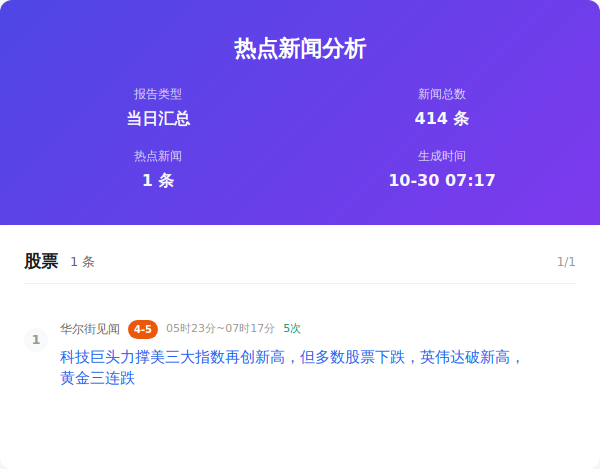 热点新闻分析
报告类型
当日汇总
新闻总数
414 条
热点新闻
1 条
生成时间
10-30 07:17
股票 1 条 1/1
1
华尔街见闻 4-5 05时23分~07时17分 5次
科技巨头力撑美三大指数再创新高，但多数股票下跌，英伟达破新高，
黄金三连跌